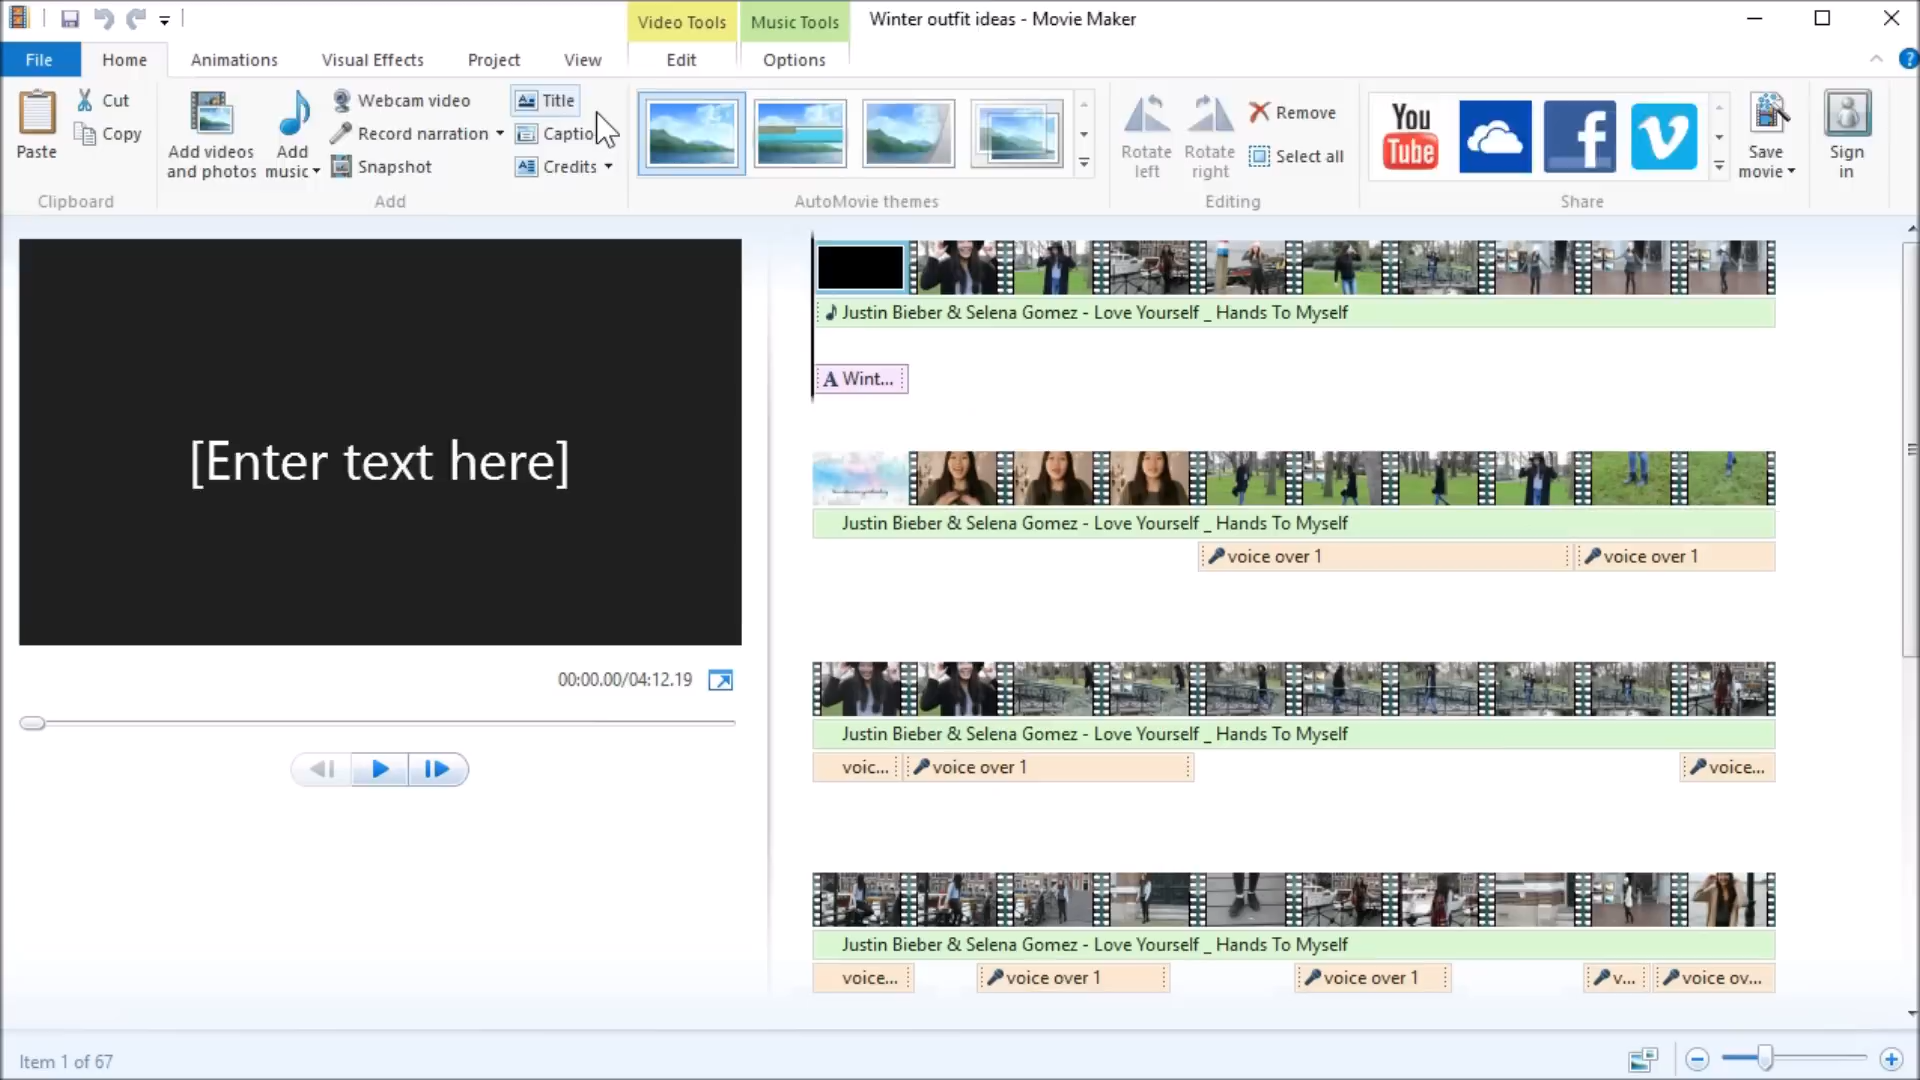 Video Tools
Music Tools
Winter outfit ideas - Movie Maker
File
Home
Animations
Visual Effects
Project
View
Edit
Options
Paste
Cut
Copy
Clipboard
Add videos
and photos
Add
music
Webcam video
Record narration
Snapshot
Title
Captio
Credits
Add
AutoMovie themes
Rotate
left
Rotate
right
Remove
Select all
Editing
You
Tube
Share
Save
movie
Sign
in
[Enter text here]
00:00.00/04:12.19
Justin Bieber & Selena Gomez - Love Yourself _ Hands To Myself
A Wint...
Justin Bieber & Selena Gomez - Love Yourself _ Hands To Myself
voice over 1
voice over 1
Justin Bieber & Selena Gomez - Love Yourself _ Hands To Myself
voic...
voice over 1
voice...
Justin Bieber & Selena Gomez - Love Yourself _ Hands To Myself
voice...
voice over 1
voice over 1
v...
voice ov...
Item 1 of 67